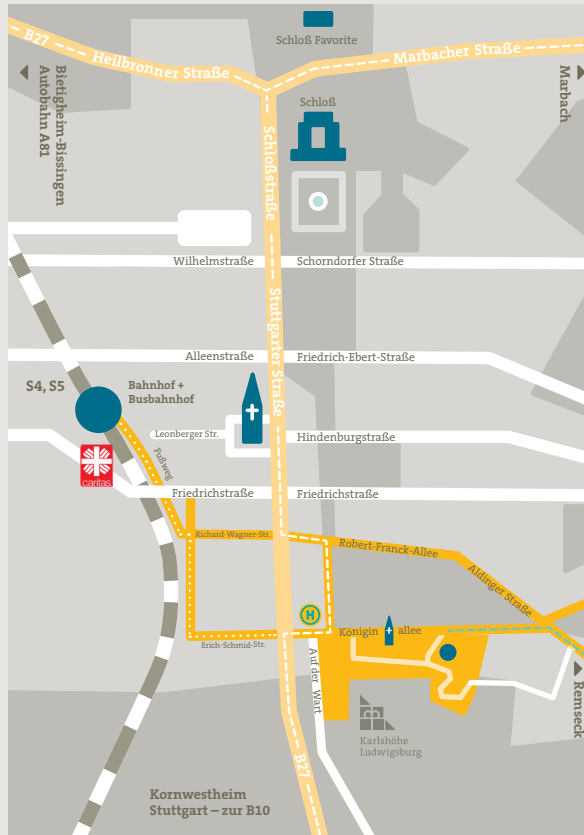 Schloß Favorite
B27
Heilbronner Straße
Marbacher Straße
Bietigheim-Bissingen
Autobahn A81
Marbach
Schloß
Schloßstraße
Wilhelmstraße
Schorndorfer Straße
Stuttgarter Straße
Alleenstraße
Friedrich-Ebert-Straße
S4, S5
Bahnhof +
Busbahnhof
Leonberger Str.
Hindenburgstraße
Fußweg
caritas
Friedrichstraße
Friedrichstraße
Richard-Wagner-Str.
Robert-Franck-Allee
Aldinger Straße
H
Königin
allee
Erich-Schmid-Str.
Auf der Wart
Remseck
Karlshöhe
Ludwigsburg
B27
Kornwestheim
Stuttgart – zur B10